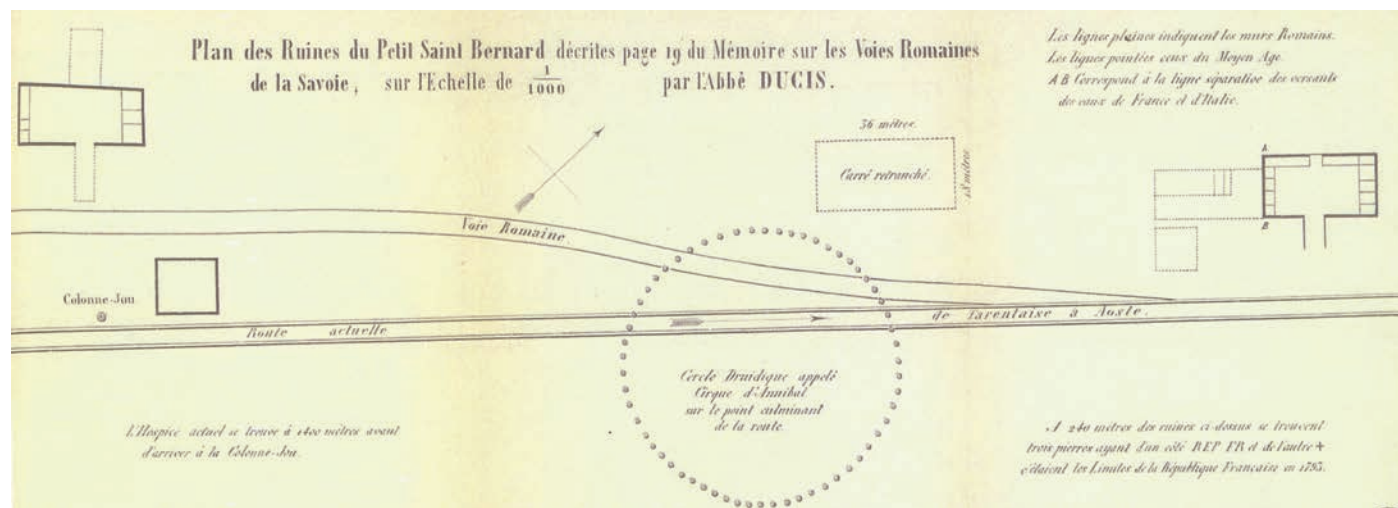 Plan des Ruines du Petit Saint Bernard décrites page 19 du Mémoire sur les Voies Romaines
de la Savoie, sur l'Echelle de 1/1000 par l'Abbé DUCIS.
Les lignes pleines indiquent les murs Romains.
Les lignes pointées ceux du Moyen Age.
A B Correspond à la ligne séparative des versants
des eaux de France et d'Italie.
36 mètres.
Carré retranché.
18 mètres
A
B
Voie Romaine.
Colonne-Jou.
Route actuelle
de Tarentaise à Aoste.
Cercle Druidique appelé
Cirque d'Annibal
sur le point culminant
de la route.
L'Hospice actuel se trouve à 1400 mètres avant
d'arriver à la Colonne-Jou.
A 240 mètres des ruines ci-dessus se trouvent
trois pierres ayant d'un côté REP FR et de l'autre +
c'étaient les Limites de la République Française en 1793.